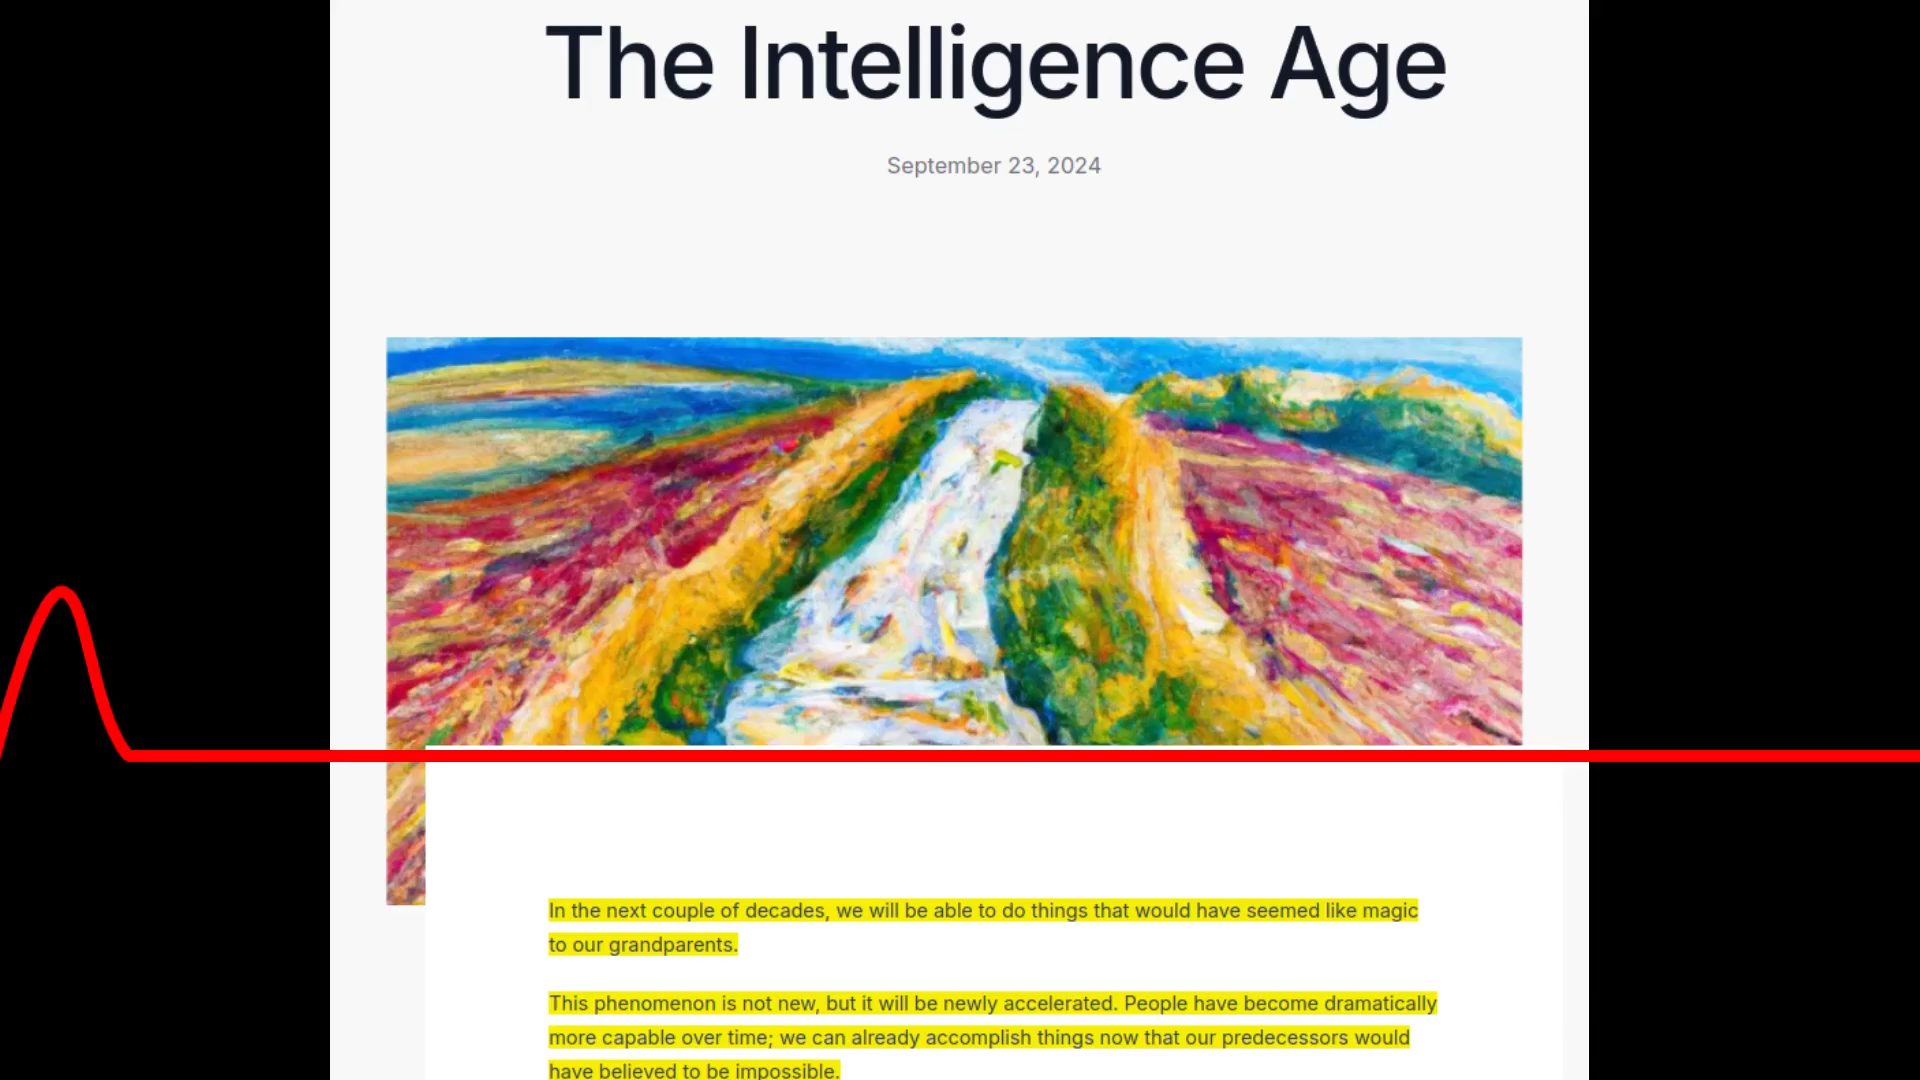 The Intelligence Age
September 23, 2024
In the next couple of decades, we will be able to do things that would have seemed like magic
to our grandparents.
This phenomenon is not new, but it will be newly accelerated. People have become dramatically
more capable over time; we can already accomplish things now that our predecessors would
have believed to be impossible.